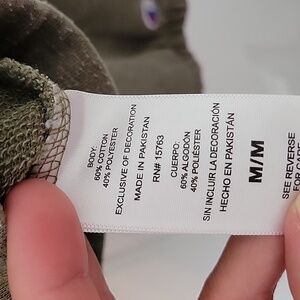 BODY:
60% COTTON
40% POLYESTER
EXCLUSIVE OF DECORATION
MADE IN PAKISTAN
RN# 15763
CUERPO:
60% ALGODÓN
40% POLIÉSTER
SIN INCLUIR LA DECORACIÓN
HECHO EN PAKISTÁN
M/M
SEE REVERSE
FOR CARE